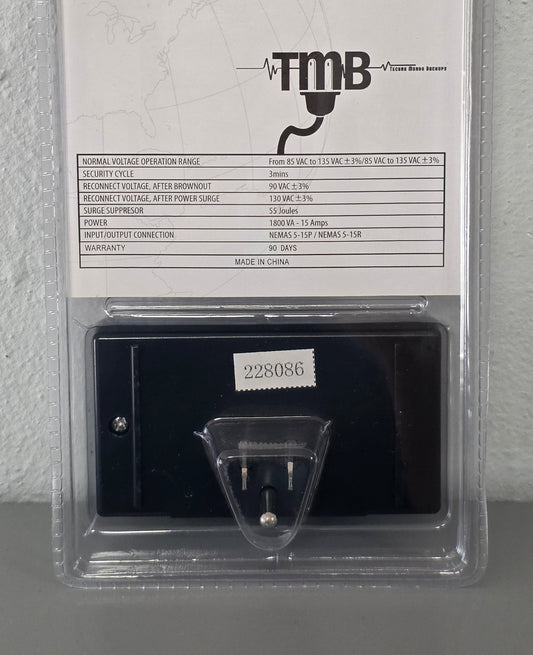 TMB TECHNO MONDO BACKUPS
NORMAL VOLTAGE OPERATION RANGE From 85 VAC to 135 VAC ±3%/85 VAC to 135 VAC ±3%
SECURITY CYCLE 3mins
RECONNECT VOLTAGE, AFTER BROWNOUT 90 VAC ±3%
RECONNECT VOLTAGE, AFTER POWER SURGE 130 VAC ±3%
SURGE SUPPRESOR 55 Joules
POWER 1800 VA - 15 Amps
INPUT/OUTPUT CONNECTION NEMAS 5-15P / NEMAS 5-15R
WARRANTY 90 DAYS
MADE IN CHINA
228086